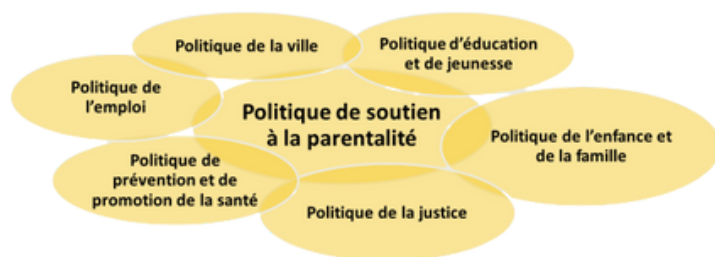 Politique de la ville
Politique d'éducation
et de jeunesse
Politique de
l'emploi
Politique de soutien
à la parentalité
Politique de l'enfance et
de la famille
Politique de
prévention et de
promotion de la santé
Politique de la justice